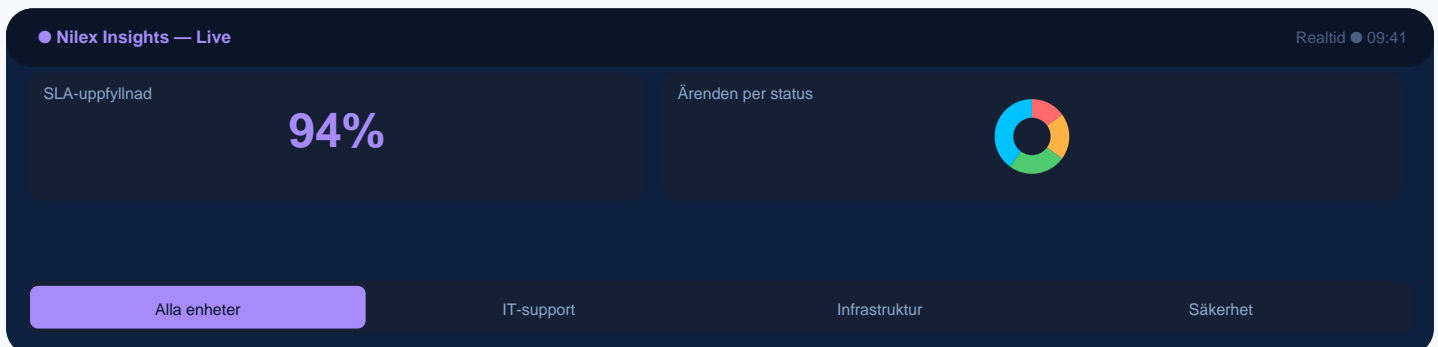 ● Nilex Insights — Live
Realtid ● 09:41
SLA-uppfyllnad
94%
Ärenden per status
Alla enheter
IT-support
Infrastruktur
Säkerhet